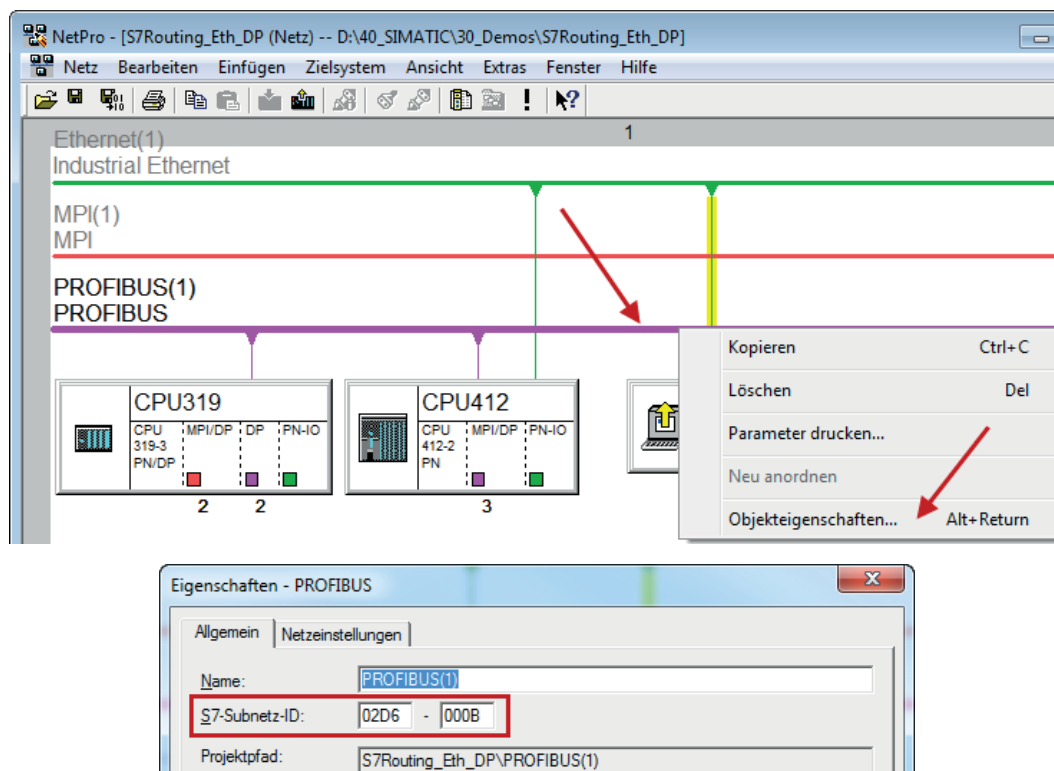 NetPro - [S7Routing_Eth_DP (Netz) -- D:\40_SIMATIC\30_Demos\S7Routing_Eth_DP]
Netz Bearbeiten Einfügen Zielsystem Ansicht Extras Fenster Hilfe
1
Ethernet(1)
Industrial Ethernet
MPI(1)
MPI
PROFIBUS(1)
PROFIBUS
CPU319
CPU 319-3 PN/DP
MPI/DP
DP
PN-IO
2 2
CPU412
CPU 412-2 PN
MPI/DP
PN-IO
3
Kopieren Ctrl+C
Löschen Del
Parameter drucken...
Neu anordnen
Objekteigenschaften... Alt+Return
Eigenschaften - PROFIBUS
Allgemein Netzeinstellungen
Name: PROFIBUS(1)
S7-Subnetz-ID: 02D6 - 000B
Projektpfad: S7Routing_Eth_DP\PROFIBUS(1)